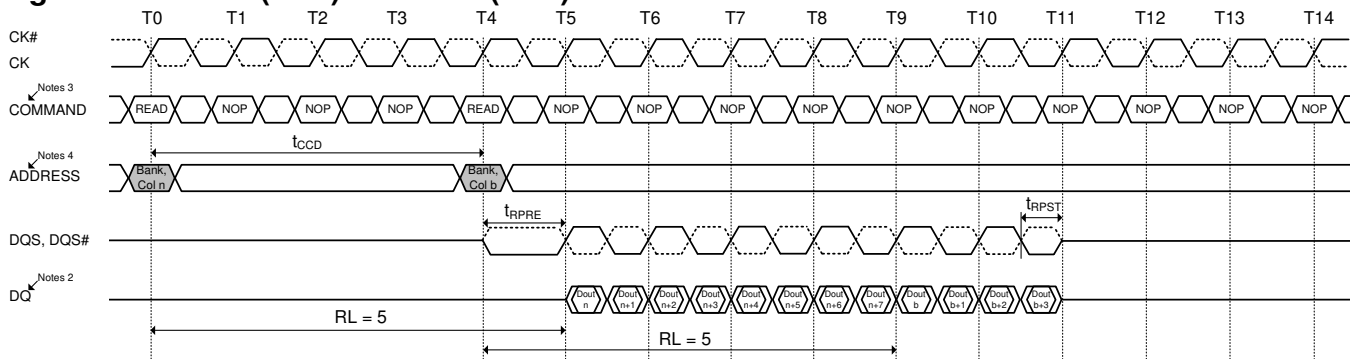 T0 T1 T2 T3 T4 T5 T6 T7 T8 T9 T10 T11 T12 T13 T14
CK#
CK
Notes 3
COMMAND READ NOP NOP NOP READ NOP NOP NOP NOP NOP NOP NOP NOP NOP NOP
tCCD
Notes 4
ADDRESS Bank, Col n Bank, Col b
tRPRE tRPST
DQS, DQS#
Notes 2
DQ Dout n Dout n+1 Dout n+2 Dout n+3 Dout n+4 Dout n+5 Dout n+6 Dout n+7 Dout b Dout b+1 Dout b+2 Dout b+3
RL = 5
RL = 5